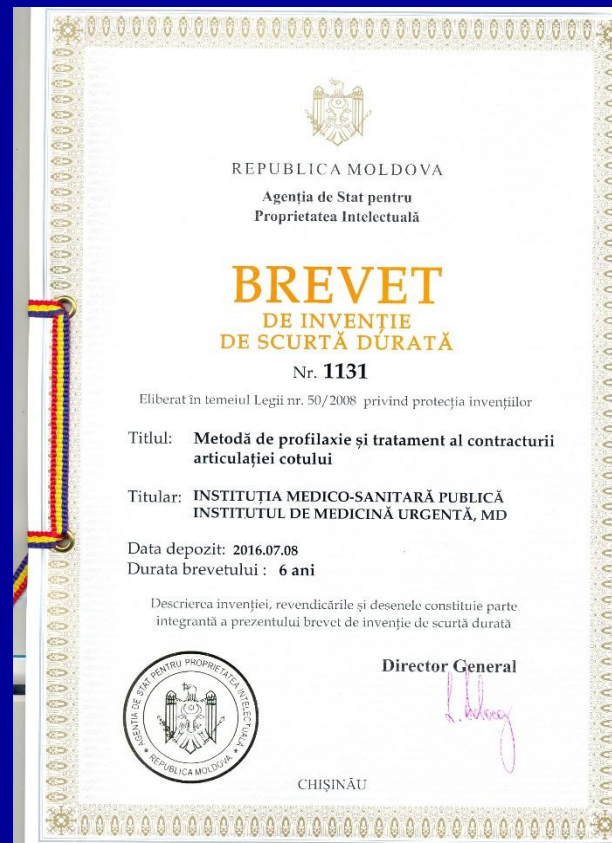 REPUBLICA MOLDOVA
Agenția de Stat pentru
Proprietatea Intelectuală
BREVET
DE INVENȚIE
DE SCURTĂ DURATĂ
Nr. 1131
Eliberat în temeiul Legii nr. 50/2008 privind protecția invențiilor
Titlul: Metodă de profilaxie și tratament al contracturii
articulației cotului
Titular: INSTITUȚIA MEDICO-SANITARĂ PUBLICĂ
INSTITUTUL DE MEDICINĂ URGENTĂ, MD
Data depozit: 2016.07.08
Durata brevetului : 6 ani
Descrierea invenției, revendicările și desenele constituie parte
integrantă a prezentului brevet de invenție de scurtă durată
Director General
AGENȚIA DE STAT PENTRU PROPRIETATEA INTELECTUALĂ
REPUBLICA MOLDOVA
CHIȘINĂU